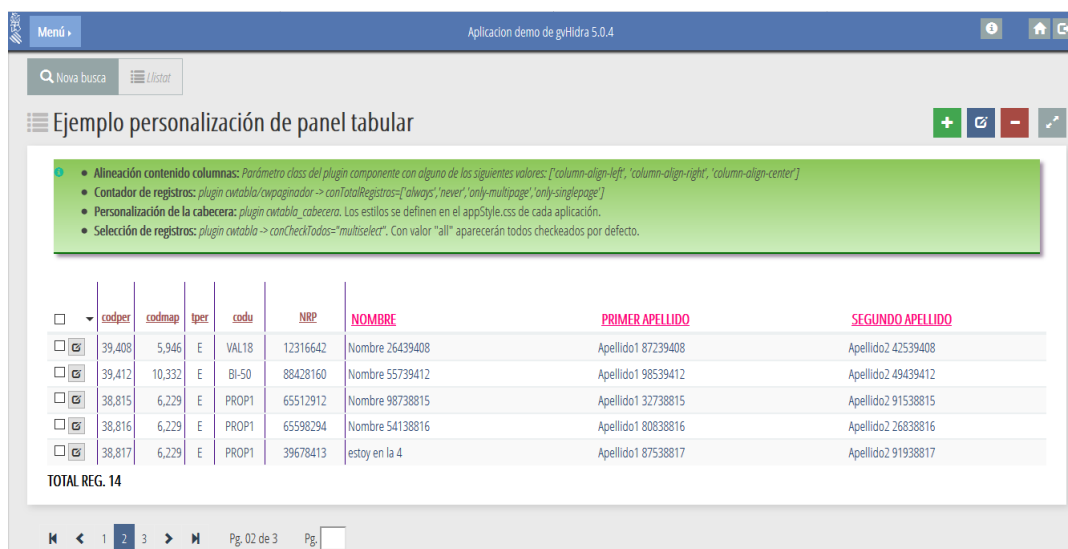 Menú
Aplicacion demo de gvHidra 5.0.4
Nova busca
Llistat
Ejemplo personalización de panel tabular
Alineación contenido columnas: Parámetro class del plugin componente con alguno de los siguientes valores: ['column-align-left', 'column-align-right', 'column-align-center']
Contador de registros: plugin cwtabla/cwpaginador -> conTotalRegistros=['always','never','only-multipage','only-singlepage']
Personalización de la cabecera: plugin cwtabla_cabecera. Los estilos se definen en el appStyle.css de cada aplicación.
Selección de registros: plugin cwtabla -> conCheckTodos="multiselect". Con valor "all" aparecerán todos checkeados por defecto.
codper codmap tper codu NRP NOMBRE PRIMER APELLIDO SEGUNDO APELLIDO
39,408 5,946 E VAL18 12316642 Nombre 26439408 Apellido1 87239408 Apellido2 42539408
39,412 10,332 E BI-50 88428160 Nombre 55739412 Apellido1 98539412 Apellido2 49439412
38,815 6,229 E PROP1 65512912 Nombre 98738815 Apellido1 32738815 Apellido2 91538815
38,816 6,229 E PROP1 65598294 Nombre 54138816 Apellido1 80838816 Apellido2 26838816
38,817 6,229 E PROP1 39678413 estoy en la 4 Apellido1 87538817 Apellido2 91938817
TOTAL REG. 14
1 2 3 Pg. 02 de 3 Pg.